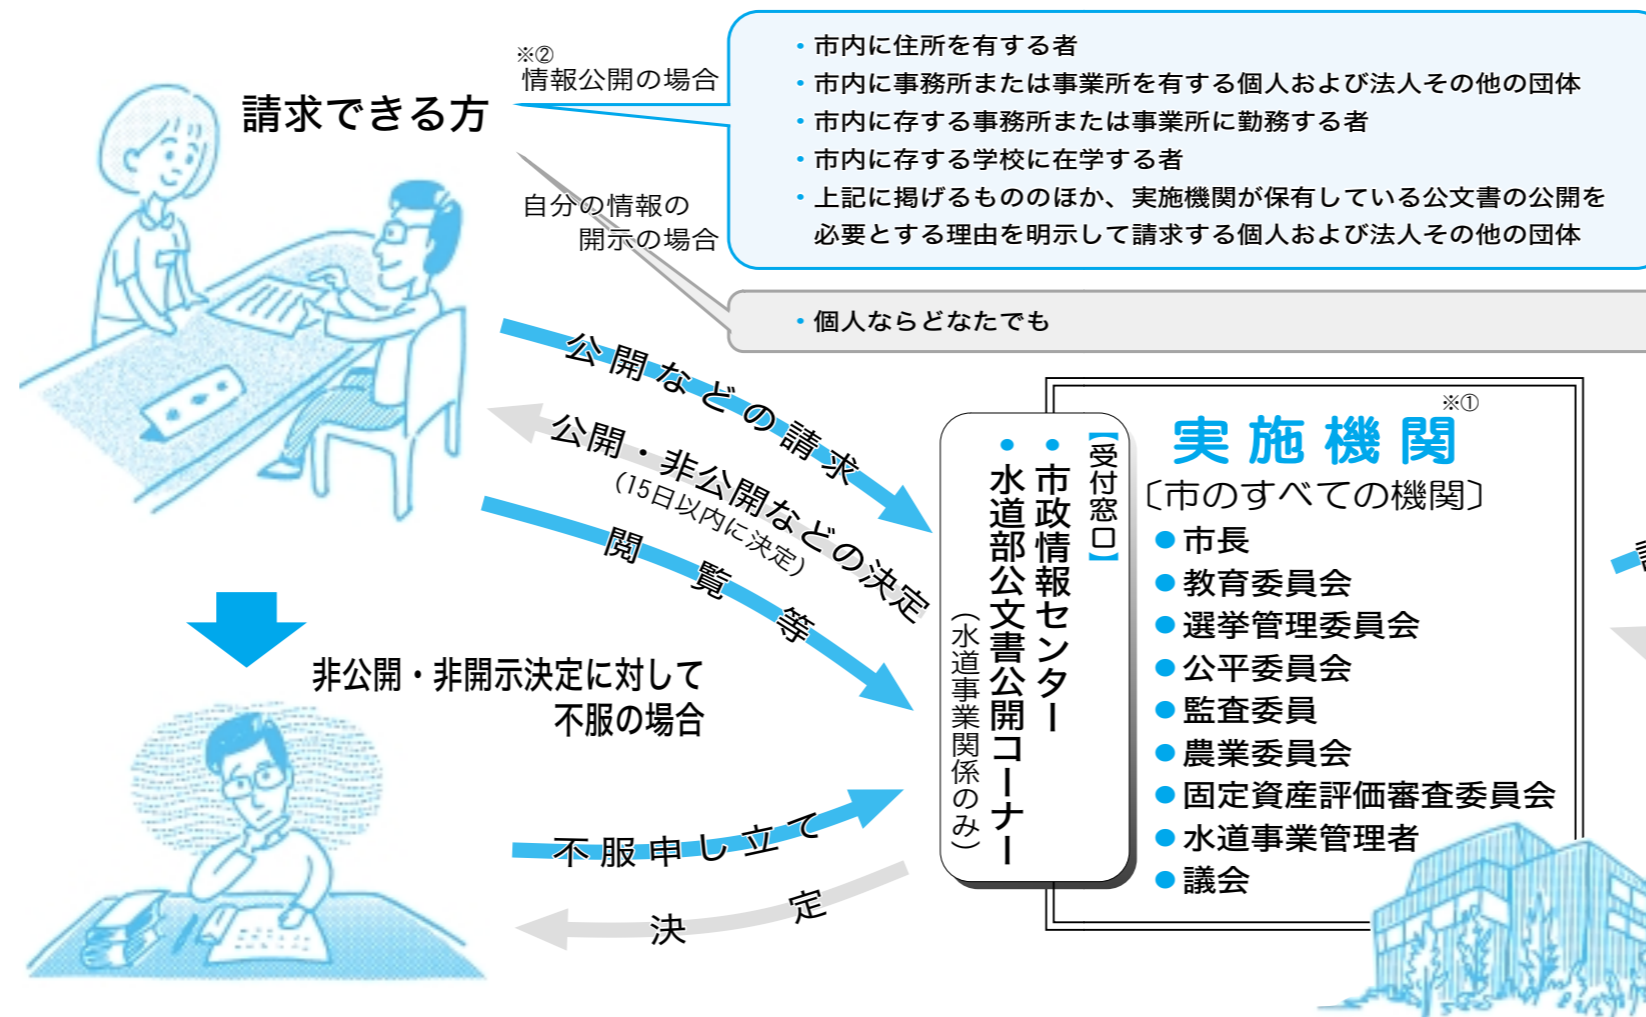 請求できる方
※②
情報公開の場合
・市内に住所を有する者
・市内に事務所または事業所を有する個人および法人その他の団体
・市内に存する事務所または事業所に勤務する者
・市内に存する学校に在学する者
・上記に掲げるもののほか、実施機関が保有している公文書の公開を
必要とする理由を明示して請求する個人および法人その他の団体
自分の情報の
開示の場合
・個人ならどなたでも
公開などの請求
公開・非公開などの決定
(15日以内に決定)
閲覧等
非公開・非開示決定に対して
不服の場合
不服申し立て
決定
【受付窓口】
●市政情報センター
●水道部公文書公開コーナー
(水道事業関係のみ)
※①
実施機関
〔市のすべての機関〕
●市長
●教育委員会
●選挙管理委員会
●公平委員会
●監査委員
●農業委員会
●固定資産評価審査委員会
●水道事業管理者
●議会